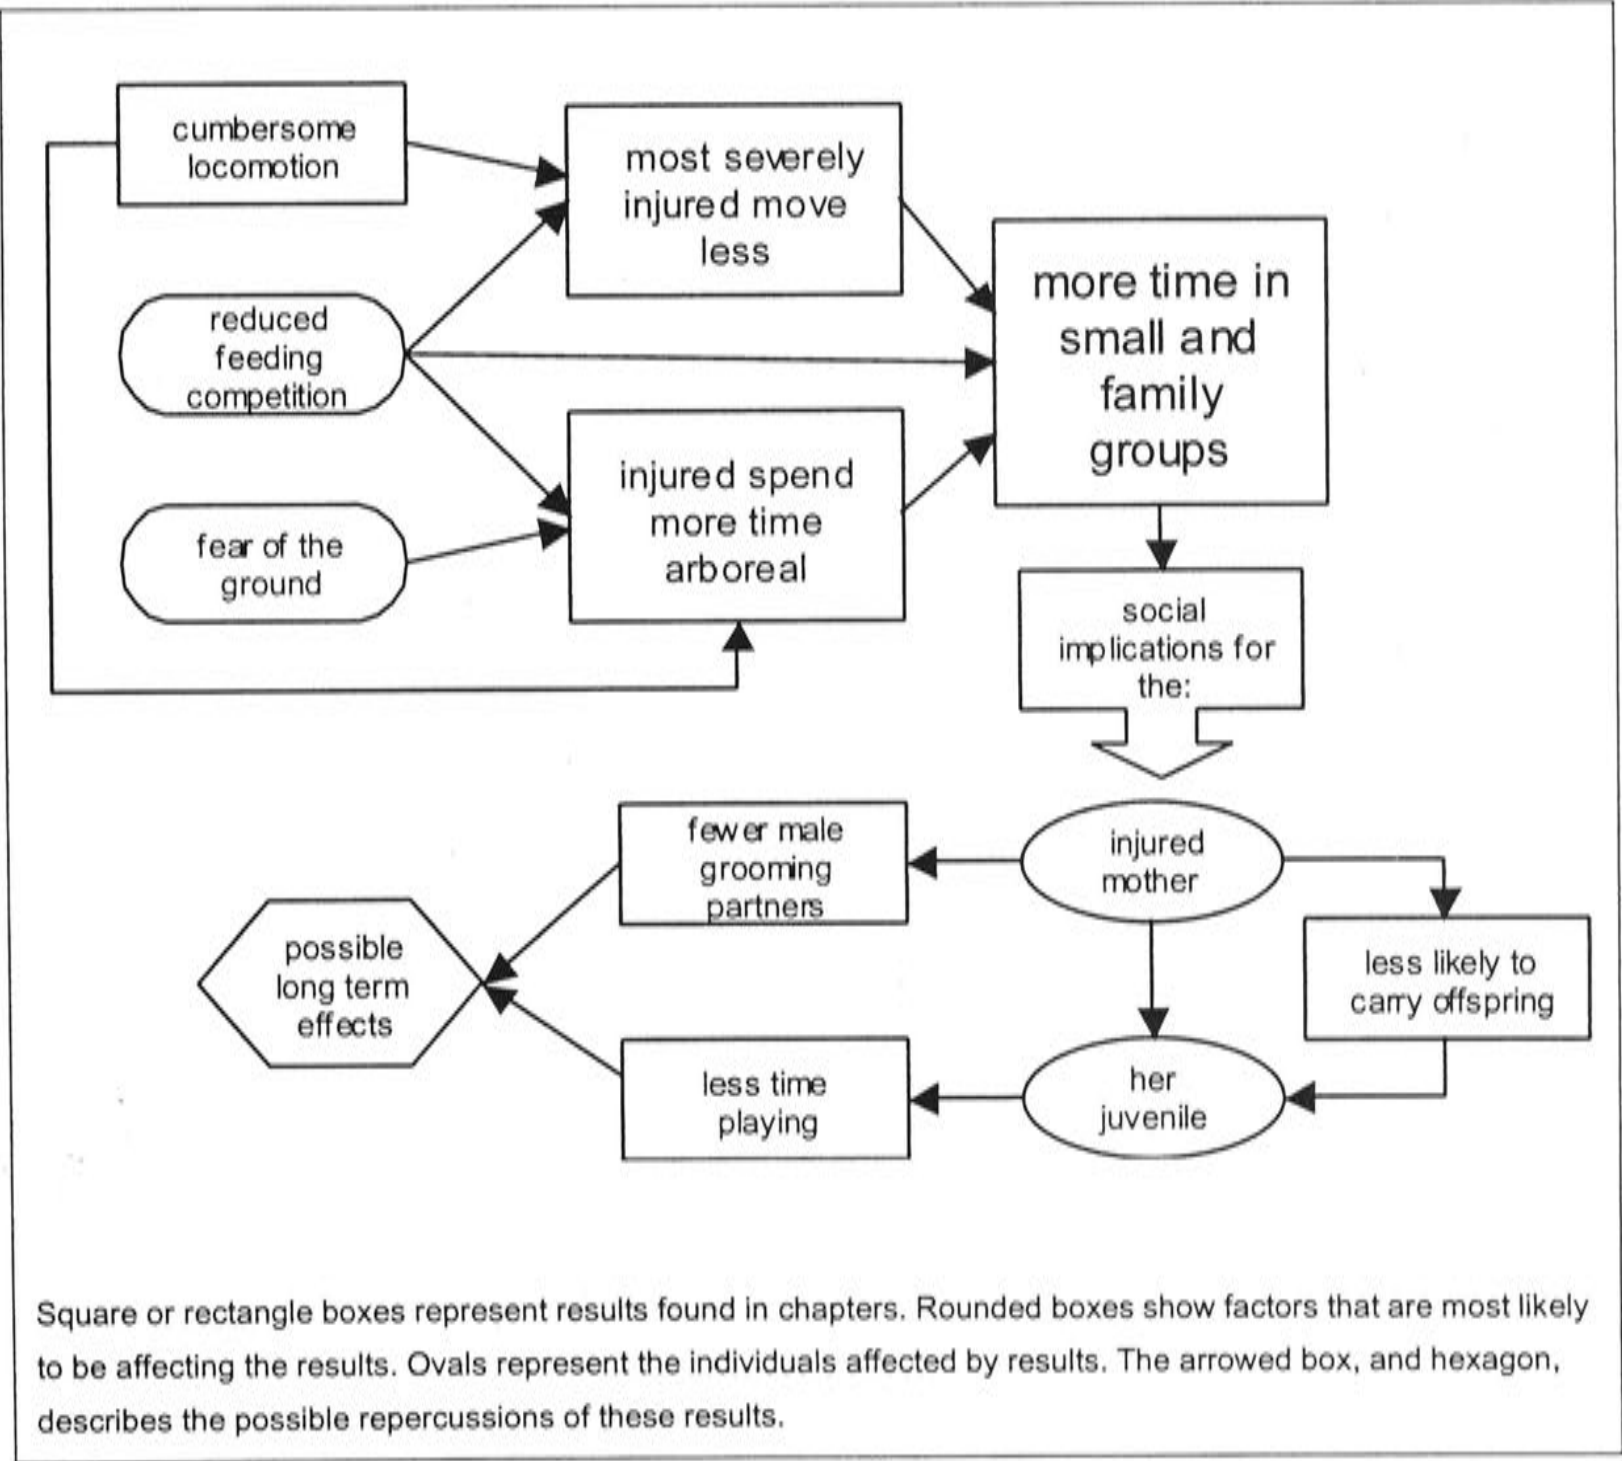 cumbersome
locomotion
most severely
injured move
less
reduced
feeding
competition
more time in
small and
family
groups
injured spend
more time
arboreal
fear of the
ground
social
implications for
the:
fewer male
grooming
partners
injured
mother
possible
long term
effects
less likely to
carry offspring
less time
playing
her
juvenile
Square or rectangle boxes represent results found in chapters. Rounded boxes show factors that are most likely
to be affecting the results. Ovals represent the individuals affected by results. The arrowed box, and hexagon,
describes the possible repercussions of these results.